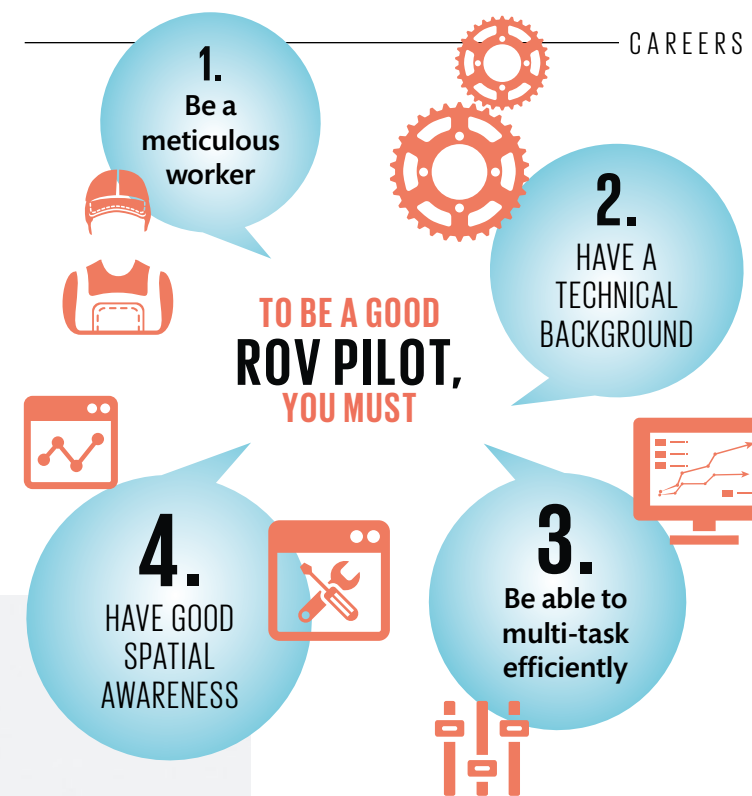 CAREERS
1.
Be a
meticulous
worker
2.
HAVE A
TECHNICAL
BACKGROUND
TO BE A GOOD
ROV PILOT,
YOU MUST
3.
Be able to
multi-task
efficiently
4.
HAVE GOOD
SPATIAL
AWARENESS